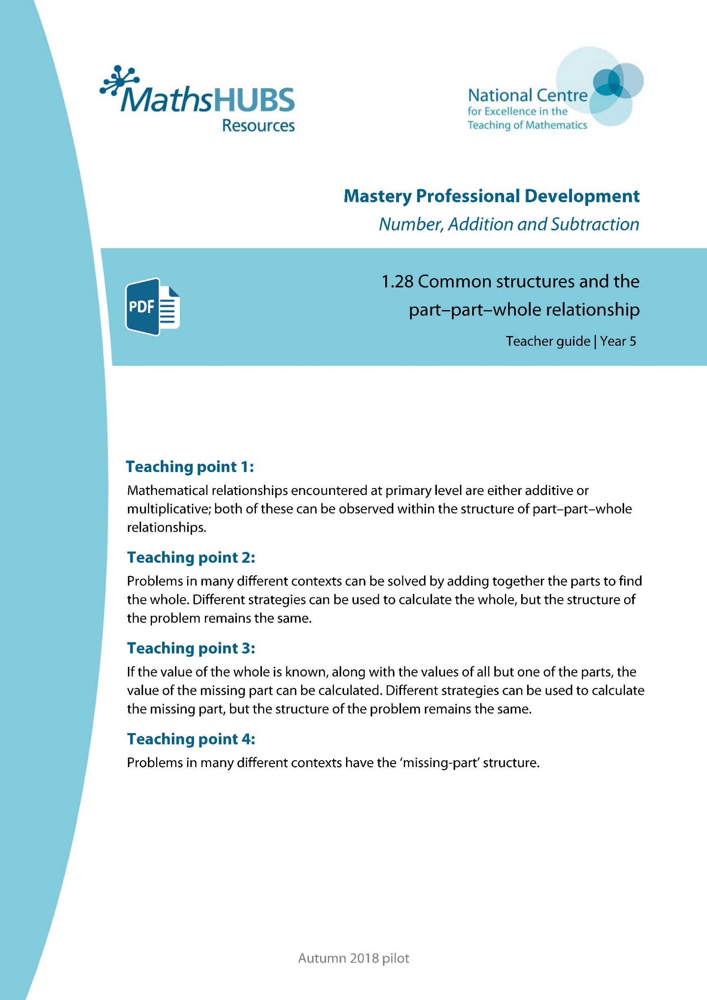 MathsHUBS
Resources
National Centre
for Excellence in the
Teaching of Mathematics
Mastery Professional Development
Number, Addition and Subtraction
PDF
1.28 Common structures and the
part–part–whole relationship
Teacher guide | Year 5
Teaching point 1:
Mathematical relationships encountered at primary level are either additive or
multiplicative; both of these can be observed within the structure of part–part–whole
relationships.
Teaching point 2:
Problems in many different contexts can be solved by adding together the parts to find
the whole. Different strategies can be used to calculate the whole, but the structure of
the problem remains the same.
Teaching point 3:
If the value of the whole is known, along with the values of all but one of the parts, the
value of the missing part can be calculated. Different strategies can be used to calculate
the missing part, but the structure of the problem remains the same.
Teaching point 4:
Problems in many different contexts have the ‘missing-part’ structure.
Autumn 2018 pilot